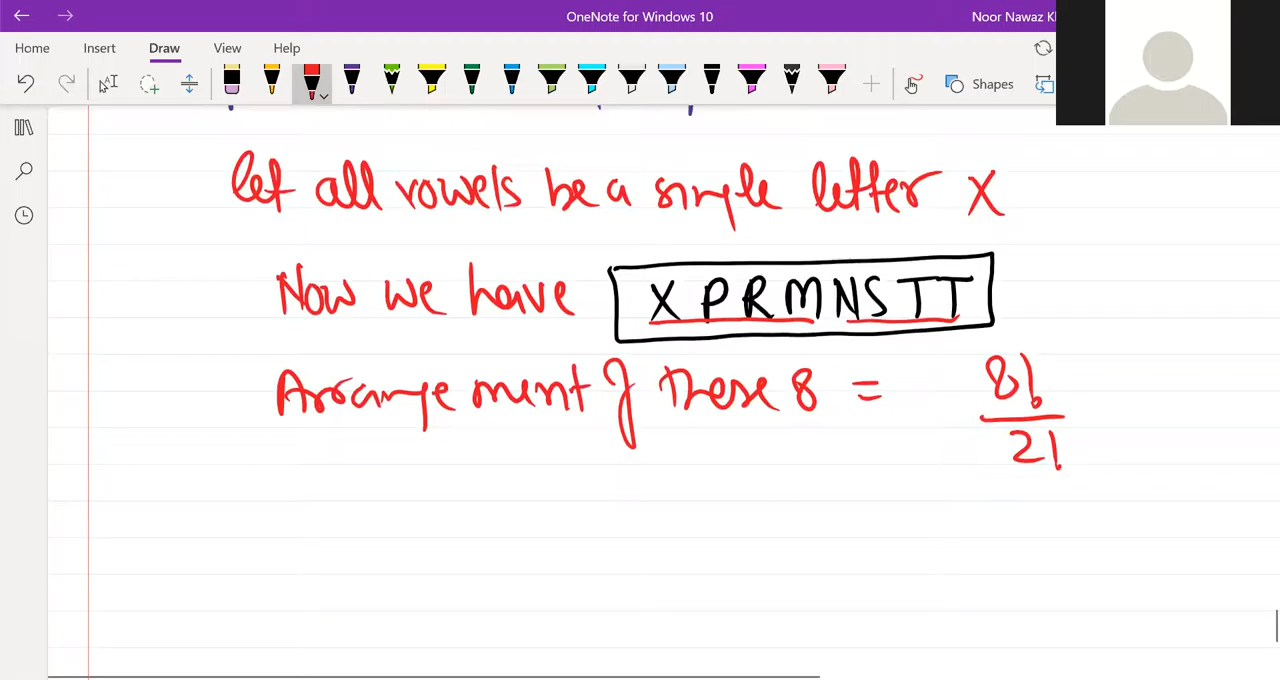 OneNote for Windows 10
Noor Nawaz Kh
Home Insert Draw View Help
Shapes
Let all vowels be a single letter X
Now we have X P R M N S T T
Arrangement of these 8 = 8!
2!